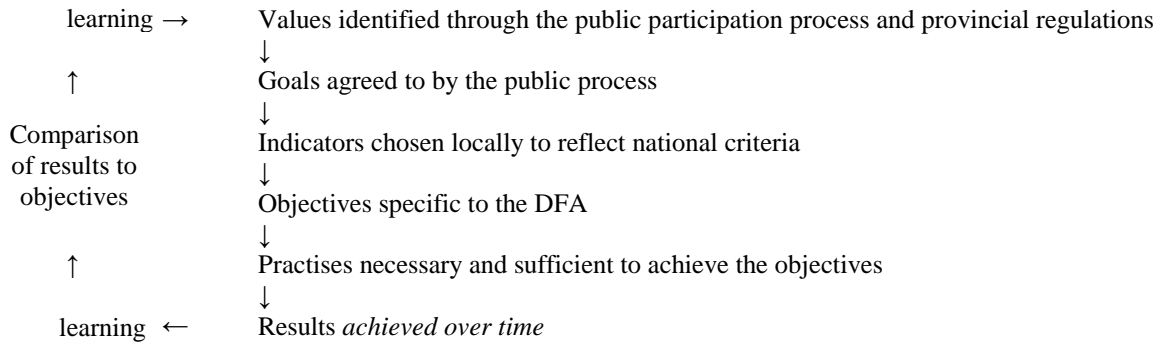 learning → Values identified through the public participation process and provincial regulations
↓
↑ Goals agreed to by the public process
↓
Comparison
of results to
objectives
Indicators chosen locally to reflect national criteria
↓
Objectives specific to the DFA
↓
↑ Practises necessary and sufficient to achieve the objectives
↓
learning ← Results achieved over time